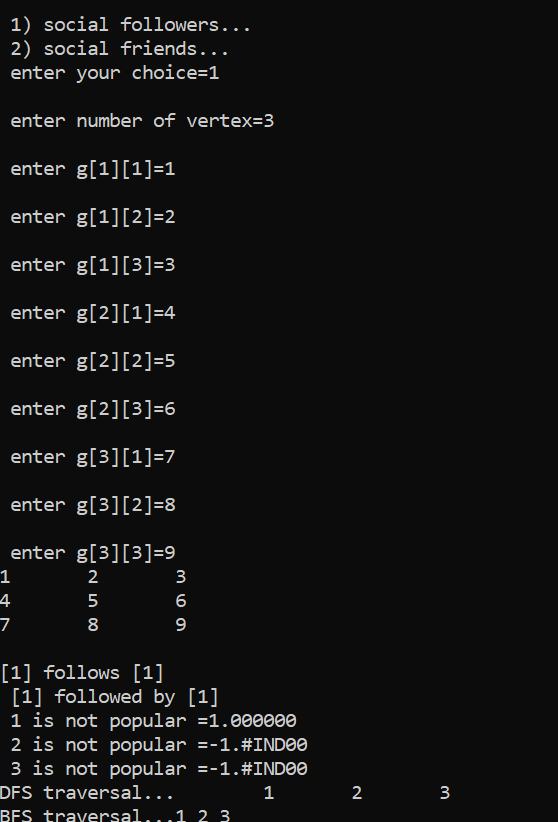 1) social followers...
2) social friends...
enter your choice=1
enter number of vertex=3
enter g[1][1]=1
enter g[1][2]=2
enter g[1][3]=3
enter g[2][1]=4
enter g[2][2]=5
enter g[2][3]=6
enter g[3][1]=7
enter g[3][2]=8
enter g[3][3]=9
1 2 3
4 5 6
7 8 9
[1] follows [1]
[1] followed by [1]
1 is not popular =1.000000
2 is not popular =-1.#IND00
3 is not popular =-1.#IND00
DFS traversal... 1 2 3
BFS traversal...1 2 3